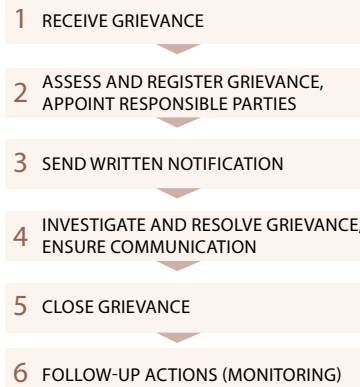 1 RECEIVE GRIEVANCE
2 ASSESS AND REGISTER GRIEVANCE,
APPOINT RESPONSIBLE PARTIES
3 SEND WRITTEN NOTIFICATION
4 INVESTIGATE AND RESOLVE GRIEVANCE,
ENSURE COMMUNICATION
5 CLOSE GRIEVANCE
6 FOLLOW-UP ACTIONS (MONITORING)